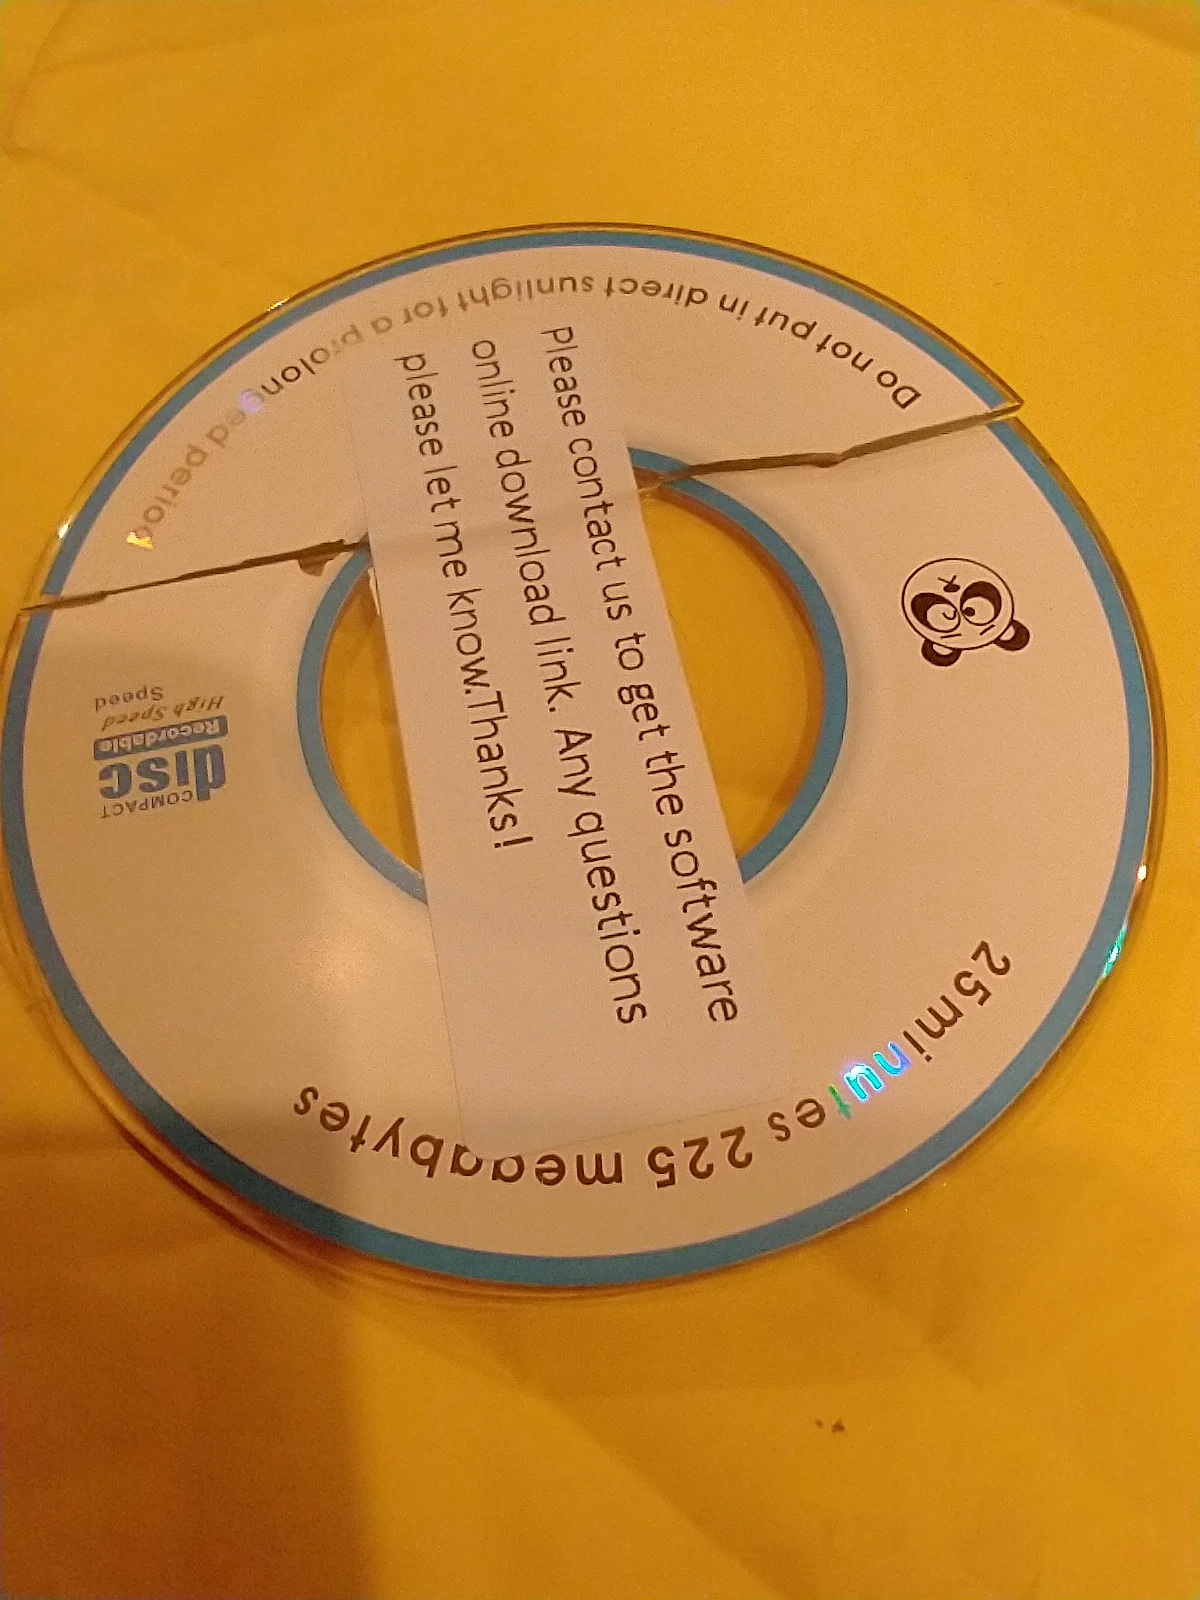 Please contact us to get the software
online download link. Any questions
please let me know.Thanks!
Do not put in direct sunlight for a prolonged period
COMPACT
disc
Recordable
High Speed
Speed
25minutes 225 megabytes